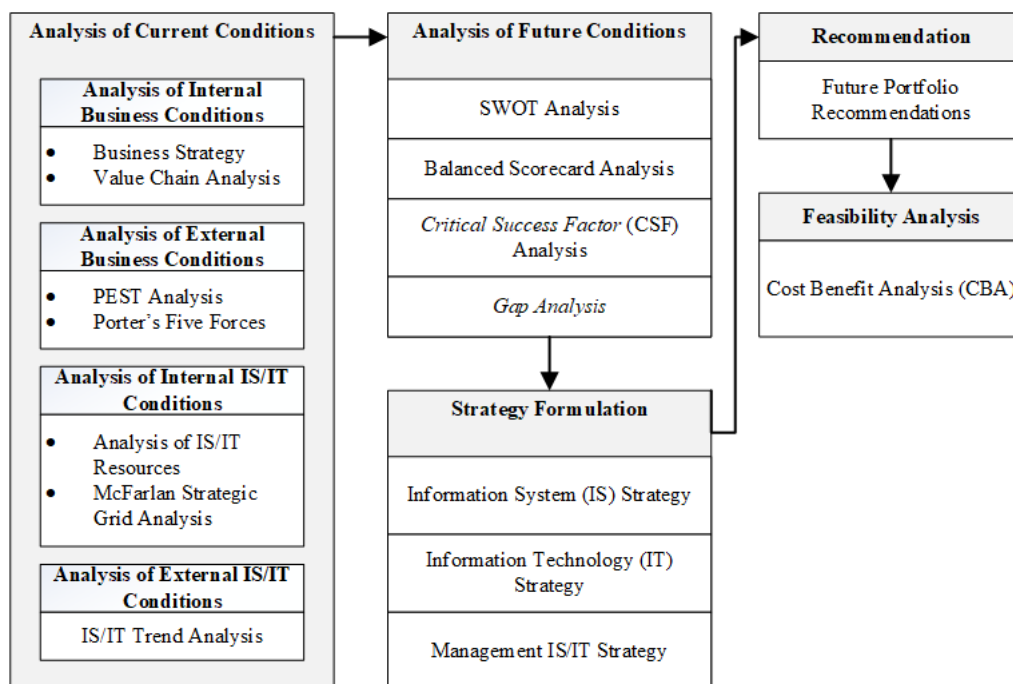 Analysis of Current Conditions
Analysis of Internal
Business Conditions
• Business Strategy
• Value Chain Analysis
Analysis of External
Business Conditions
• PEST Analysis
• Porter's Five Forces
Analysis of Internal IS/IT
Conditions
• Analysis of IS/IT
Resources
• McFarlan Strategic
Grid Analysis
Analysis of External IS/IT
Conditions
IS/IT Trend Analysis
Analysis of Future Conditions
SWOT Analysis
Balanced Scorecard Analysis
Critical Success Factor (CSF)
Analysis
Gap Analysis
Strategy Formulation
Information System (IS) Strategy
Information Technology (IT)
Strategy
Management IS/IT Strategy
Recommendation
Future Portfolio
Recommendations
Feasibility Analysis
Cost Benefit Analysis (CBA)